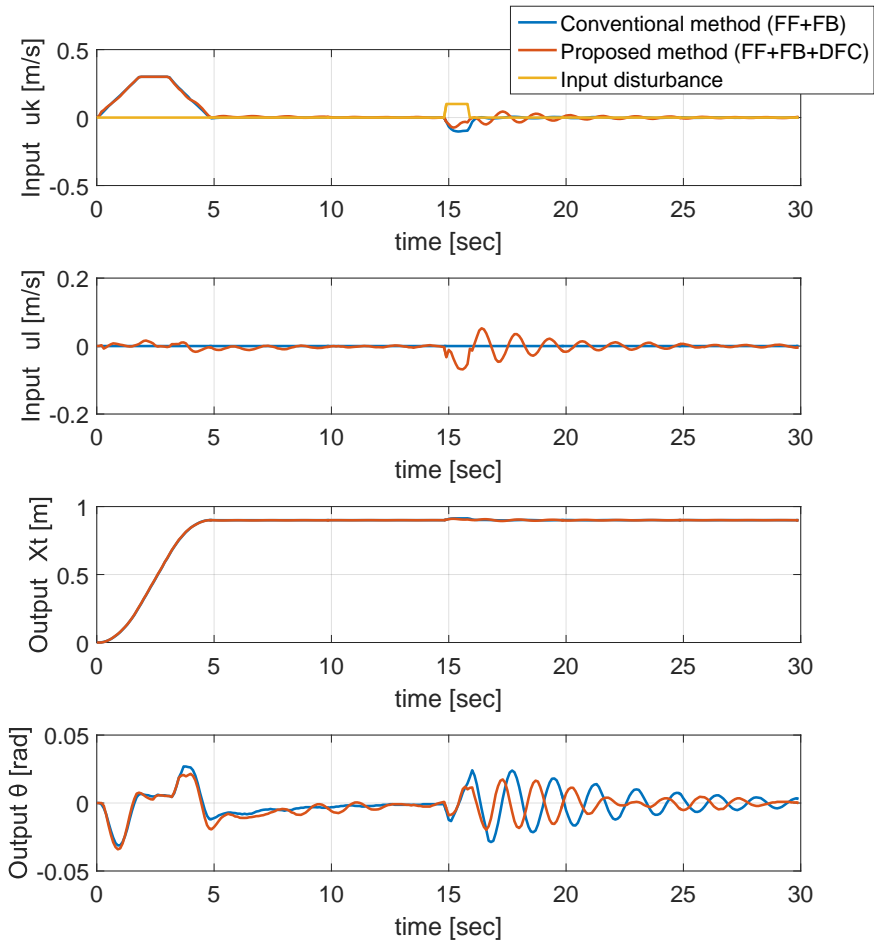 Conventional method (FF+FB)
Proposed method (FF+FB+DFC)
Input disturbance
Input uk [m/s]
0.5
0
-0.5
0 5 10 15 20 25 30
time [sec]
Input ul [m/s]
0.2
0
-0.2
0 5 10 15 20 25 30
time [sec]
Output Xt [m]
1
0.5
0
0 5 10 15 20 25 30
time [sec]
Output θ [rad]
0.05
0
-0.05
0 5 10 15 20 25 30
time [sec]